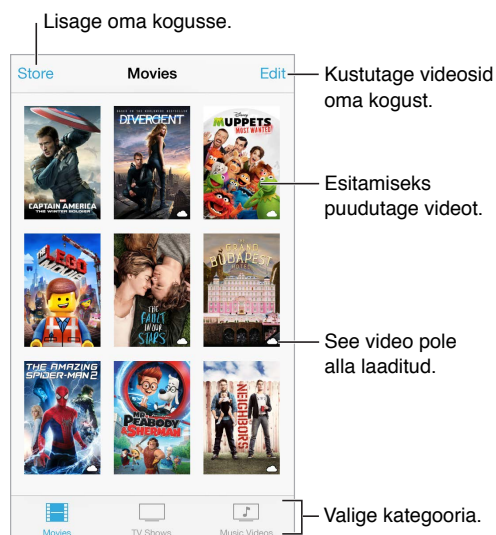 Lisage oma kogusse.
Store Movies Edit
Kustutage videosid
oma kogust.
CAPTAIN AMERICA
THE WINTER SOLDIER
DIVERGENT
Disney
MUPPETS
MOST WANTED
Esitamiseks
puudutage videot.
THE LEGO
MOVIE
THE
FAULT
IN OUR
STARS
GRAND
BUDAPEST
HOTEL
See video pole
alla laaditud.
THE AMAZING
SPIDER-MAN 2
MR.
PEABODY
& SHERMAN
NEIGHBORS
Movies TV Shows Music Videos
Valige kategooria.